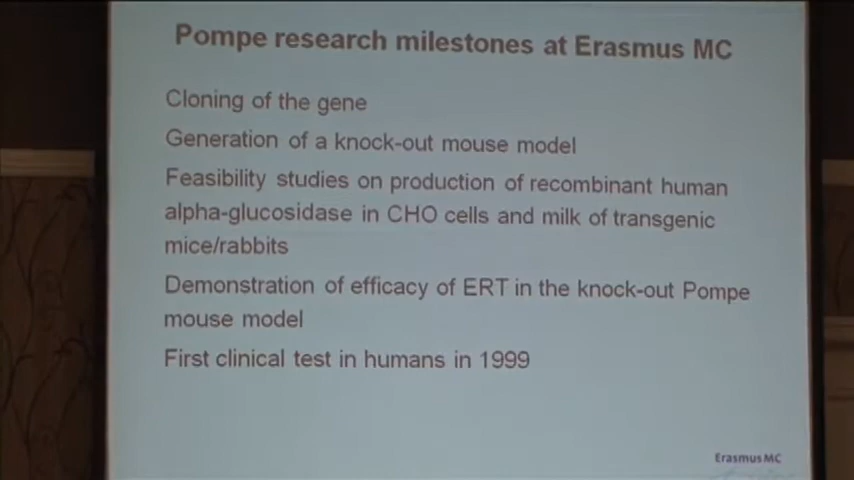 Pompe research milestones at Erasmus MC
Cloning of the gene
Generation of a knock-out mouse model
Feasibility studies on production of recombinant human
alpha-glucosidase in CHO cells and milk of transgenic
mice/rabbits
Demonstration of efficacy of ERT in the knock-out Pompe
mouse model
First clinical test in humans in 1999
Erasmus MC